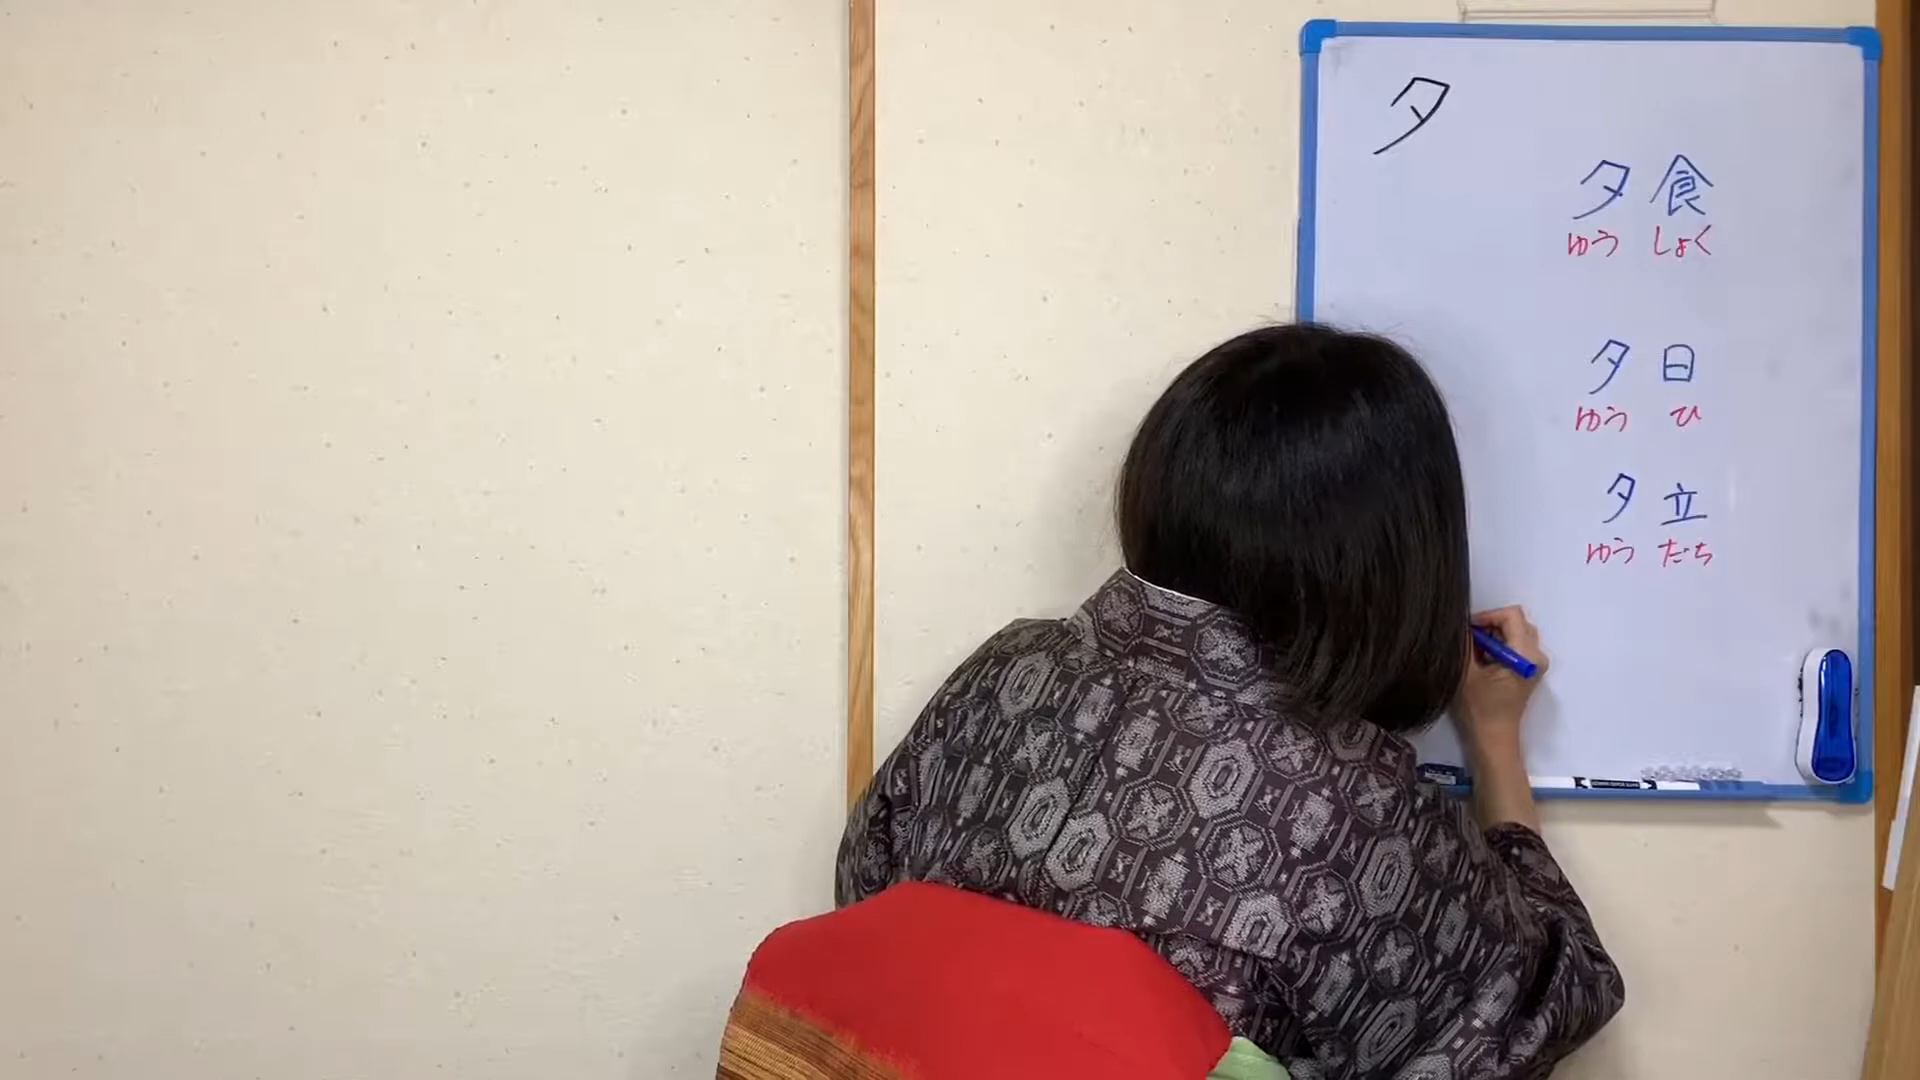 夕
夕食
ゆう しょく
夕日
ゆう ひ
夕立
ゆう だち